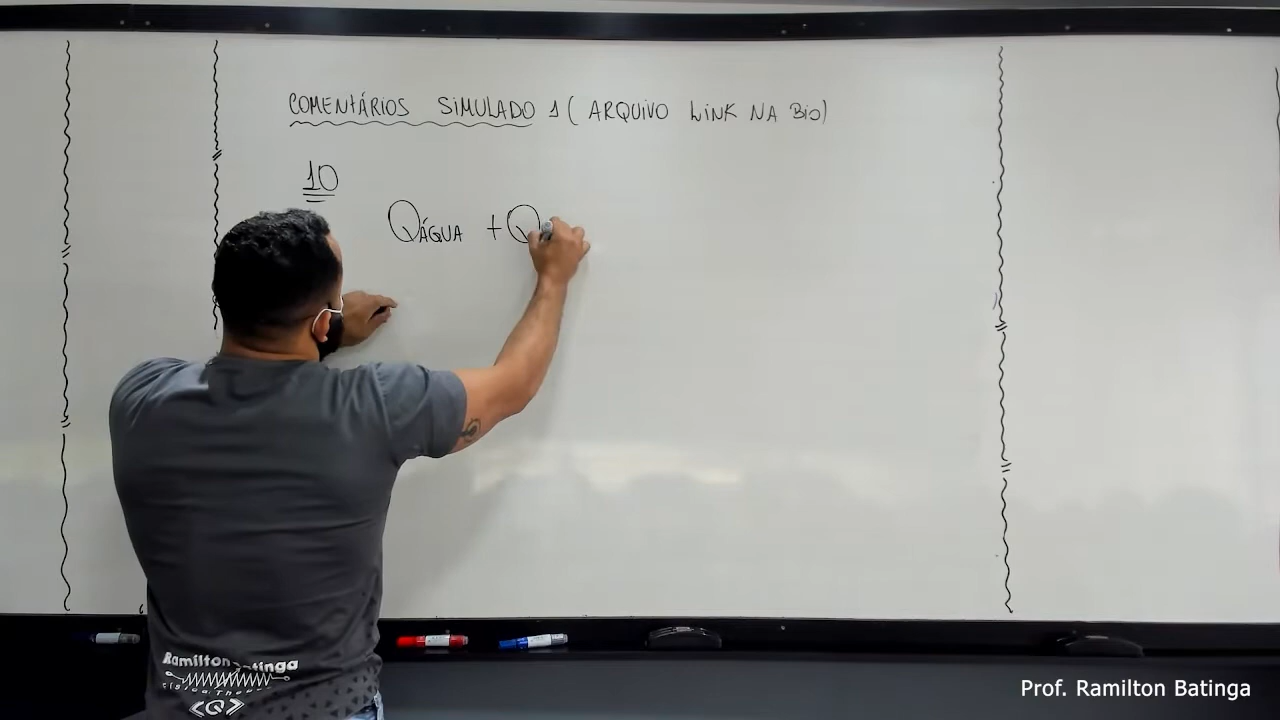 COMENTÁRIOS SIMULADO 1 ( ARQUIVO LINK NA BIO)
10
QÁGUA + Q
Ramilton Batinga
<Q>
Prof. Ramilton Batinga